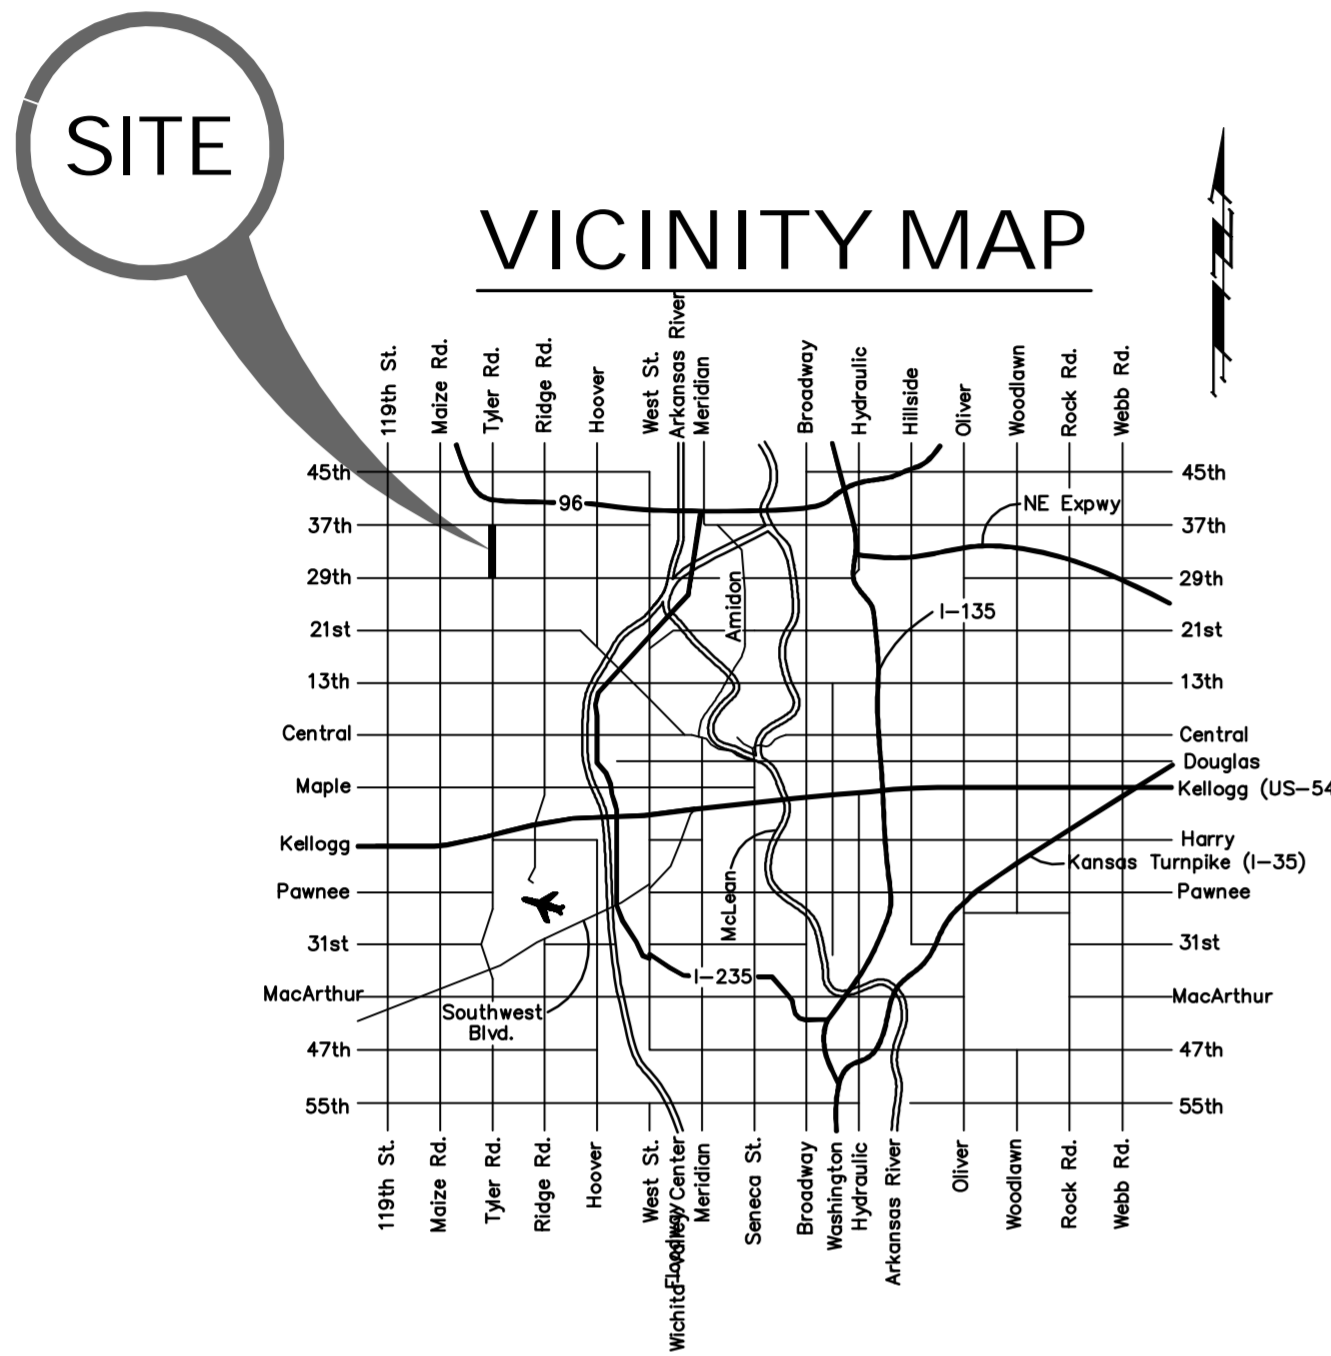 SITE
VICINITY MAP
119th St.
Maize Rd.
Tyler Rd.
Ridge Rd.
Hoover
West St.
Arkansas River
Meridian
Broadway
Hydraulic
Hillside
Oliver
Woodlawn
Rock Rd.
Webb Rd.
45th
96
45th
NE Expwy
37th
37th
29th
29th
Amidon
I-135
21st
21st
13th
13th
Central
Central
Douglas
Maple
Kellogg (US-54
Kellogg
Harry
Kansas Turnpike (I-35)
Pawnee
Pawnee
McLean
31st
31st
I-235
MacArthur
MacArthur
Southwest
Blvd.
47th
47th
55th
55th
119th St.
Maize Rd.
Tyler Rd.
Ridge Rd.
Hoover
West St.
Wichita-Valley Center
Floodway
Meridian
Seneca St.
Broadway
Washington
Hydraulic
Arkansas River
Oliver
Woodlawn
Rock Rd.
Webb Rd.